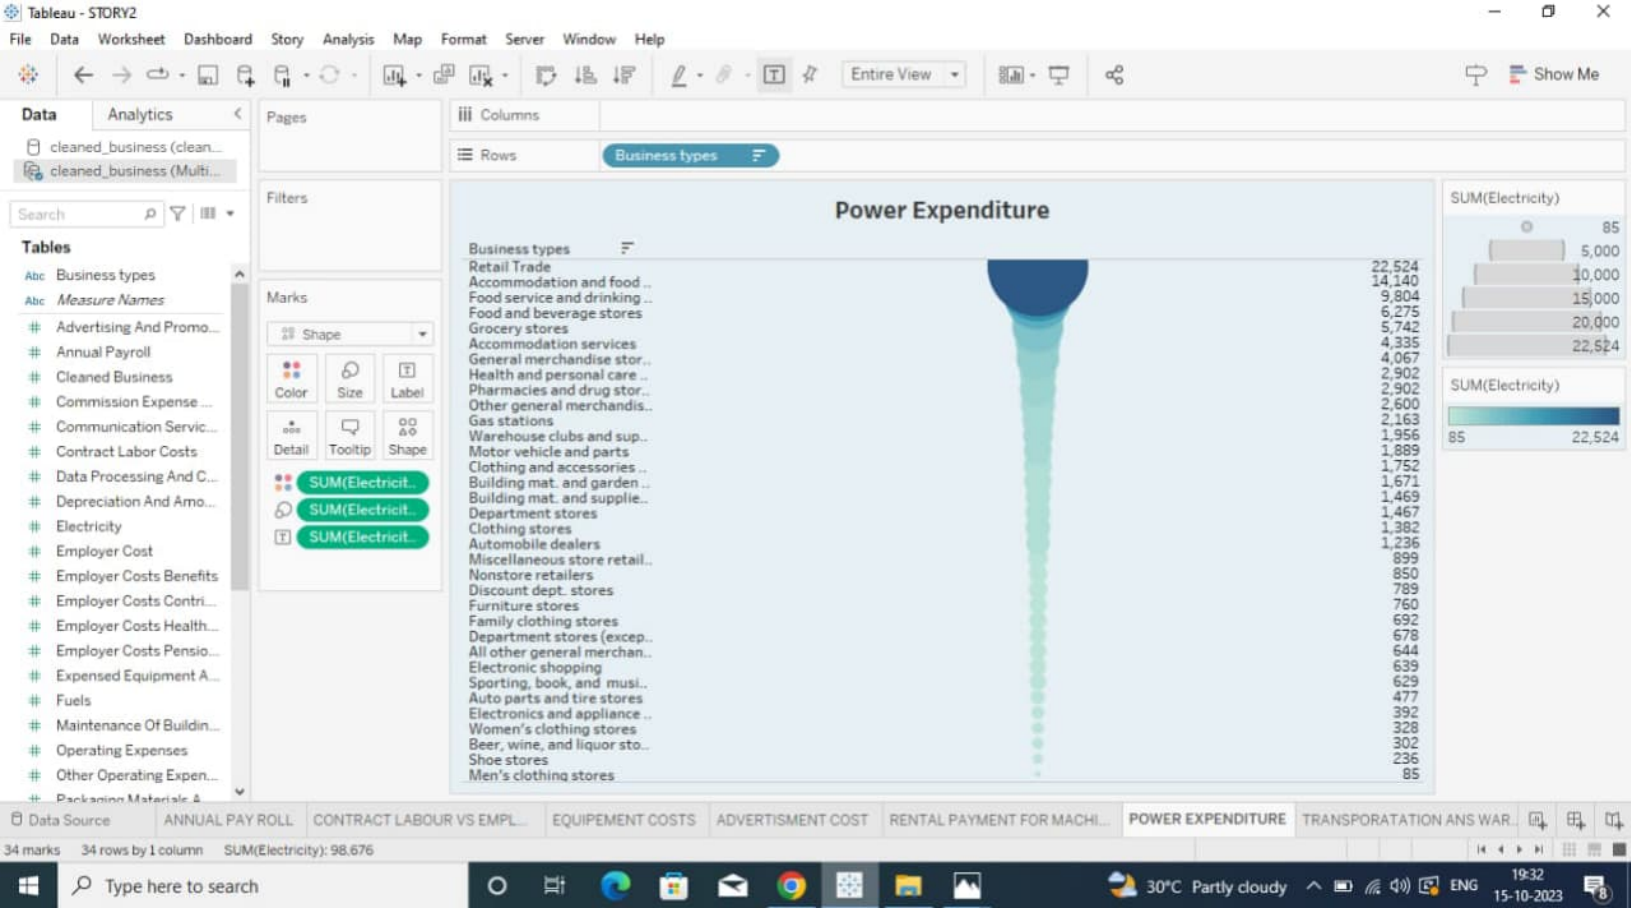 Tableau - STORY2
File Data Worksheet Dashboard Story Analysis Map Format Server Window Help
Entire View
Show Me
Data Analytics
cleaned_business (clean...
cleaned_business (Multi...
Search
Tables
Abc Business types
Abc Measure Names
# Advertising And Promo...
# Annual Payroll
# Cleaned Business
# Commission Expense ...
# Communication Servic...
# Contract Labor Costs
# Data Processing And C...
# Depreciation And Amo...
# Electricity
# Employer Cost
# Employer Costs Benefits
# Employer Costs Contri...
# Employer Costs Health...
# Employer Costs Pensio...
# Expensed Equipment A...
# Fuels
# Maintenance Of Buildin...
# Operating Expenses
# Other Operating Expen...
# Packaging Materials A
Pages
Filters
Marks
Shape
Color Size Label
Detail Tooltip Shape
SUM(Electricit..
SUM(Electricit..
SUM(Electricit..
Columns
Rows Business types
Power Expenditure
Business types
Retail Trade 22,524
Accommodation and food .. 14,140
Food service and drinking .. 9,804
Food and beverage stores 6,275
Grocery stores 5,742
Accommodation services 4,335
General merchandise stor.. 4,067
Health and personal care .. 2,902
Pharmacies and drug stor.. 2,902
Other general merchandis.. 2,600
Gas stations 2,163
Warehouse clubs and sup.. 1,956
Motor vehicle and parts 1,889
Clothing and accessories .. 1,752
Building mat. and garden .. 1,671
Building mat. and supplie.. 1,469
Department stores 1,467
Clothing stores 1,382
Automobile dealers 1,236
Miscellaneous store retail.. 899
Nonstore retailers 850
Discount dept. stores 789
Furniture stores 760
Family clothing stores 692
Department stores (excep.. 678
All other general merchan.. 644
Electronic shopping 639
Sporting, book, and musi.. 629
Auto parts and tire stores 477
Electronics and appliance .. 392
Women's clothing stores 328
Beer, wine, and liquor sto.. 302
Shoe stores 236
Men's clothing stores 85
SUM(Electricity)
85
5,000
10,000
15,000
20,000
22,524
SUM(Electricity)
85 22,524
Data Source ANNUAL PAY ROLL CONTRACT LABOUR VS EMPL... EQUIPEMENT COSTS ADVERTISMENT COST RENTAL PAYMENT FOR MACHI... POWER EXPENDITURE TRANSPORATATION ANS WAR..
34 marks 34 rows by 1 column SUM(Electricity): 98,676
Type here to search
30°C Partly cloudy
ENG
19:32
15-10-2023
8